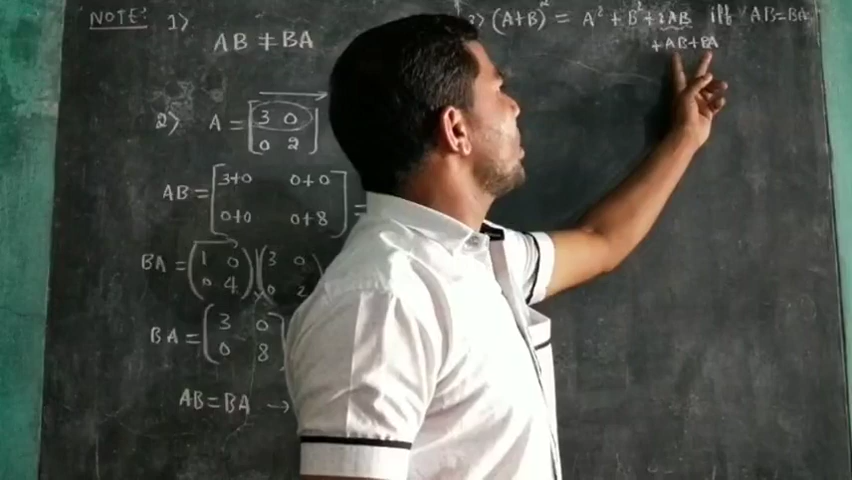 NOTE: 1>
AB ≠ BA
2> A = [3 0
0 2]
AB = [3+0 0+0
0+0 0+8] =
BA = (1 0
0 4) (3 0
0 2
BA = (3 0
0 8
AB = BA →
3> (A+B)² = A² + B² + 2AB iff AB=BA
+AB+BA